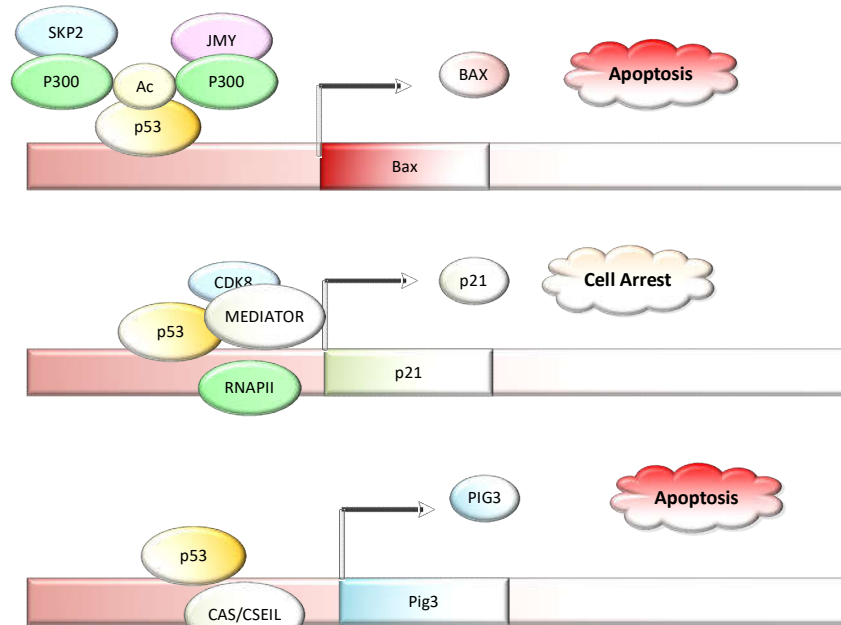 SKP2
JMY
P300
Ac
P300
p53
BAX
Apoptosis
Bax
CDK8
MEDIATOR
p53
p21
Cell Arrest
RNAPII
p21
PIG3
Apoptosis
p53
CAS/CSEIL
Pig3